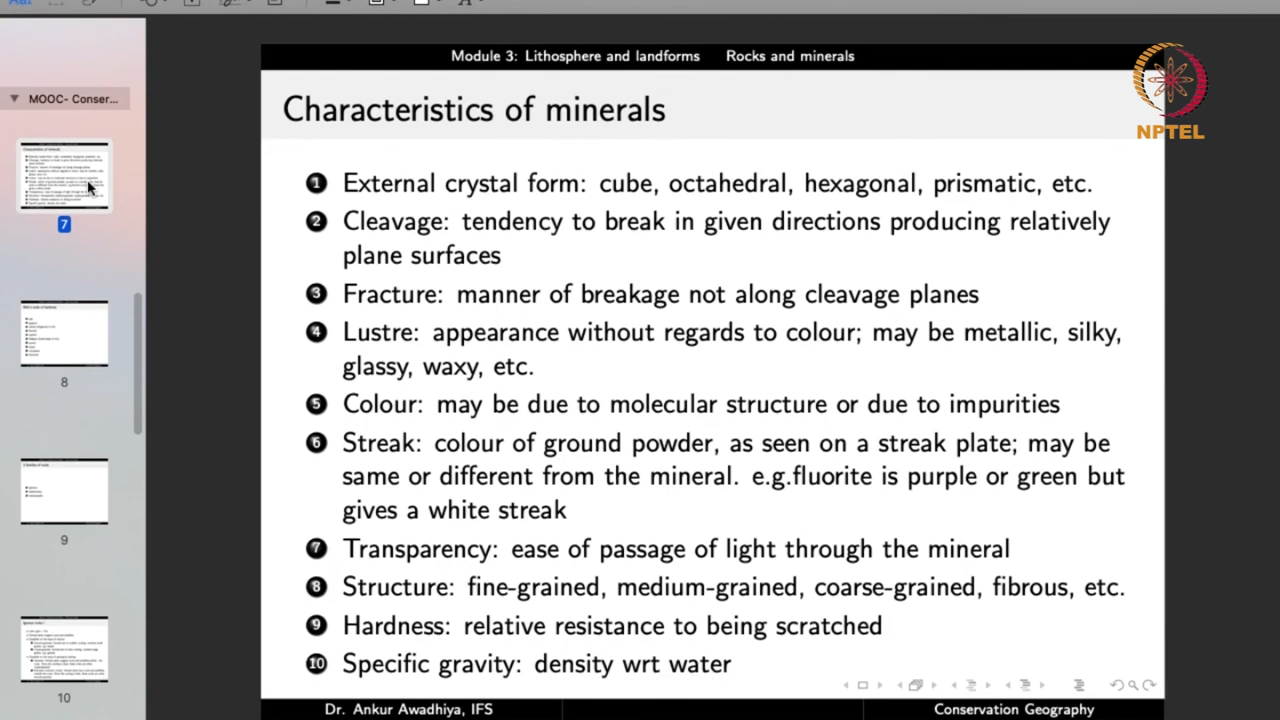 Module 3: Lithosphere and landforms Rocks and minerals
MOOC- Conser...
NPTEL
Characteristics of minerals
1 External crystal form: cube, octahedral, hexagonal, prismatic, etc.
2 Cleavage: tendency to break in given directions producing relatively
plane surfaces
3 Fracture: manner of breakage not along cleavage planes
4 Lustre: appearance without regards to colour; may be metallic, silky,
glassy, waxy, etc.
5 Colour: may be due to molecular structure or due to impurities
6 Streak: colour of ground powder, as seen on a streak plate; may be
same or different from the mineral. e.g.fluorite is purple or green but
gives a white streak
7 Transparency: ease of passage of light through the mineral
8 Structure: fine-grained, medium-grained, coarse-grained, fibrous, etc.
9 Hardness: relative resistance to being scratched
10 Specific gravity: density wrt water
7
8
9
10
Dr. Ankur Awadhiya, IFS
Conservation Geography